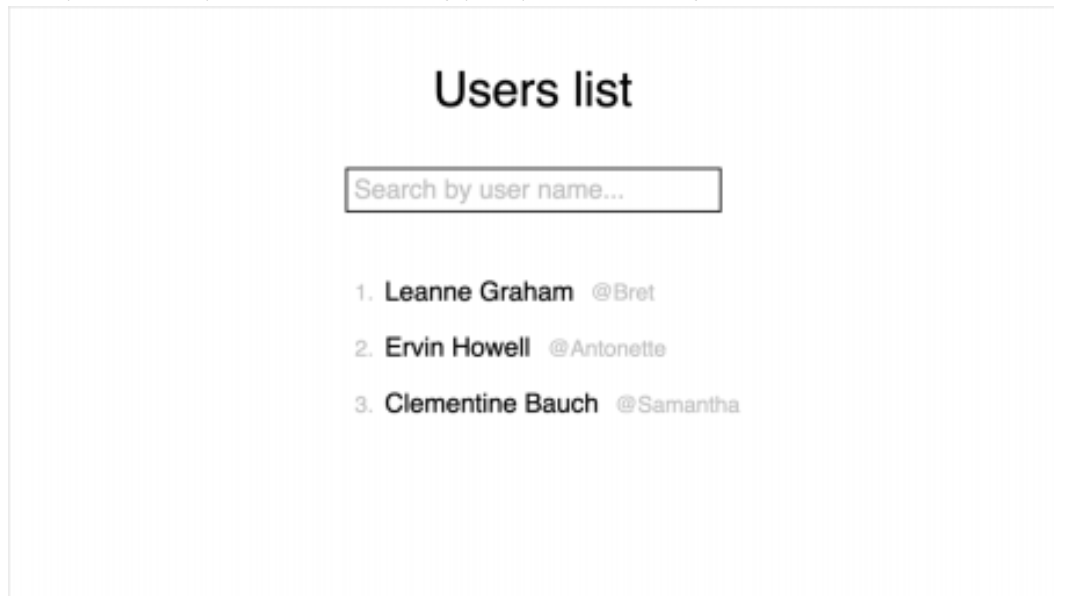 Users list
Search by user name...
1. Leanne Graham @Bret
2. Ervin Howell @Antonette
3. Clementine Bauch @Samantha